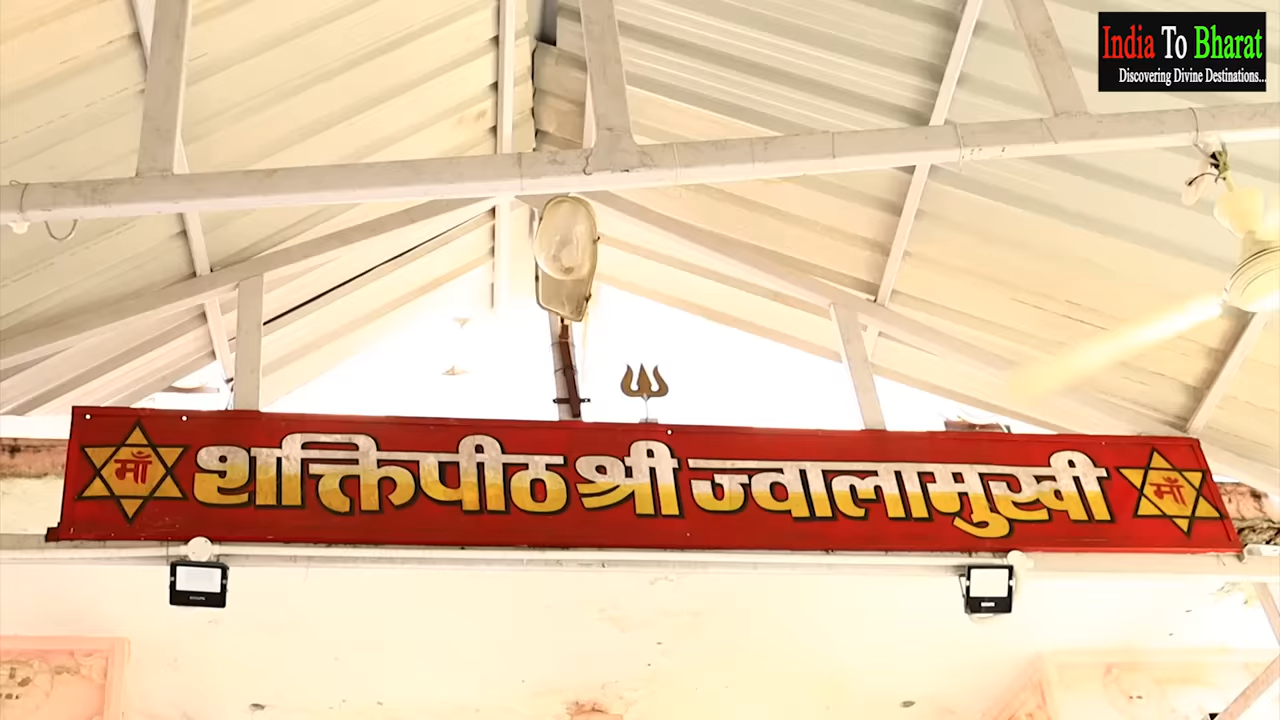 India To Bharat
Discovering Divine Destinations...
माँ शक्तिपीठ श्री ज्वालामुखी माँ